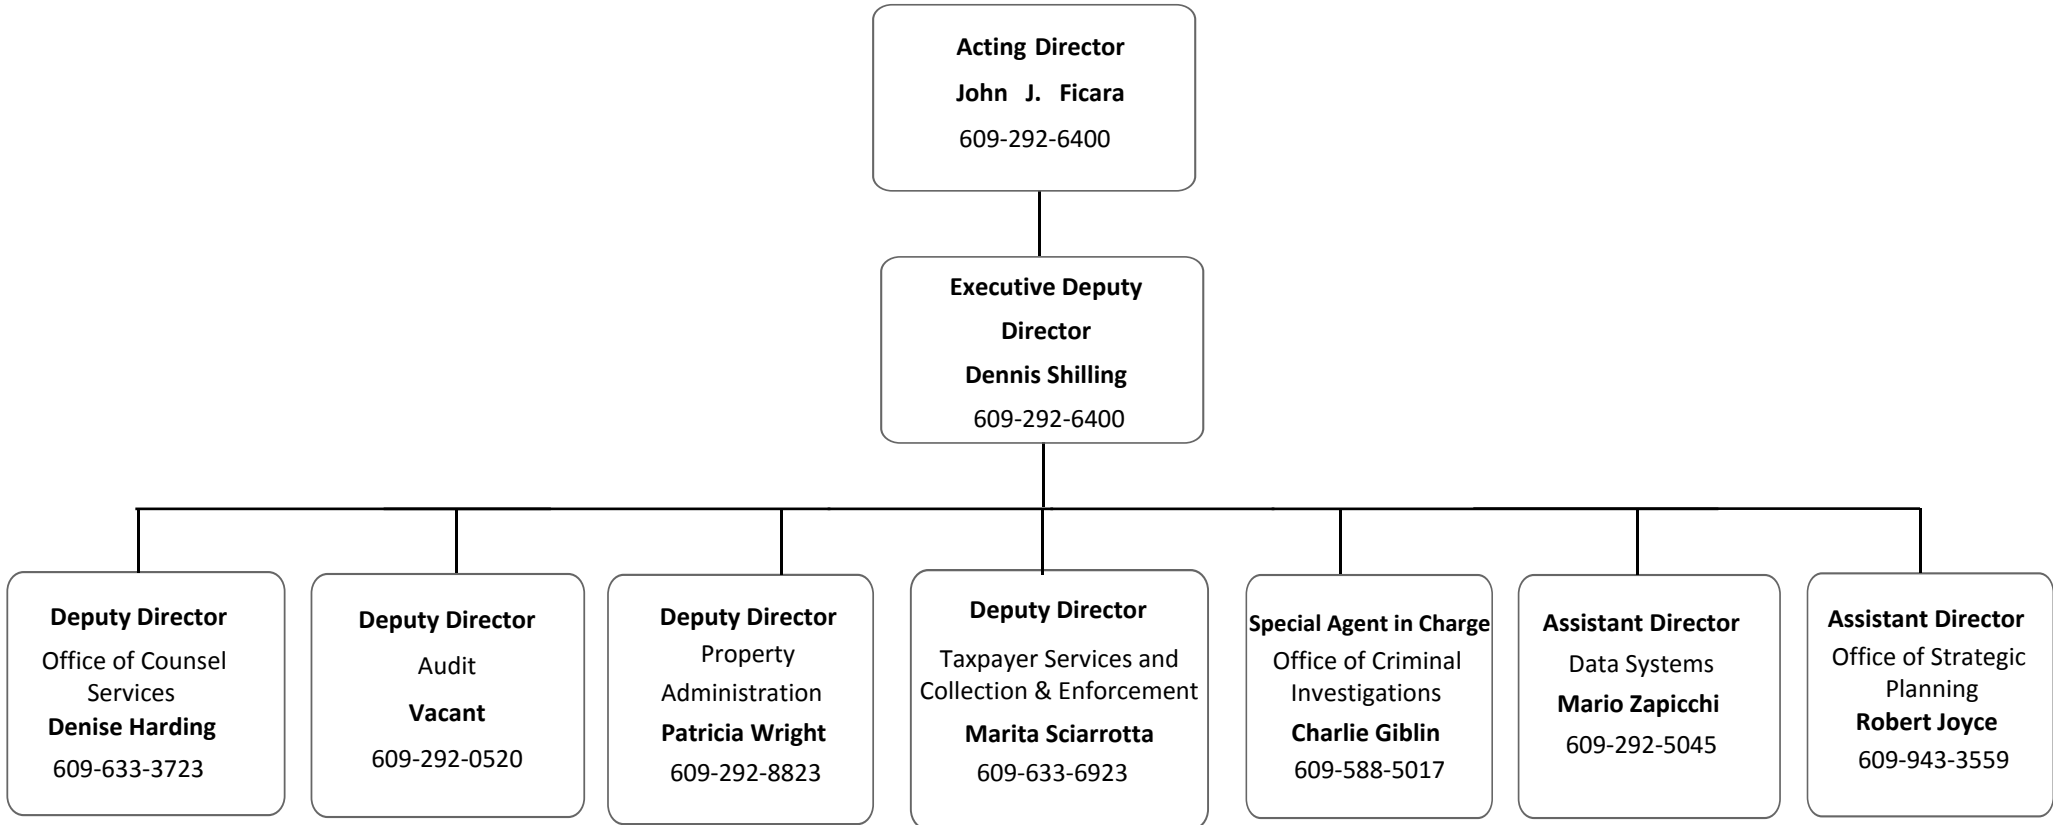 Acting Director
John J. Ficara
609-292-6400
Executive Deputy
Director
Dennis Shilling
609-292-6400
Deputy Director
Office of Counsel
Services
Denise Harding
609-633-3723
Deputy Director
Audit
Vacant
609-292-0520
Deputy Director
Property
Administration
Patricia Wright
609-292-8823
Deputy Director
Taxpayer Services and
Collection & Enforcement
Marita Sciarrotta
609-633-6923
Special Agent in Charge
Office of Criminal
Investigations
Charlie Giblin
609-588-5017
Assistant Director
Data Systems
Mario Zapicchi
609-292-5045
Assistant Director
Office of Strategic
Planning
Robert Joyce
609-943-3559